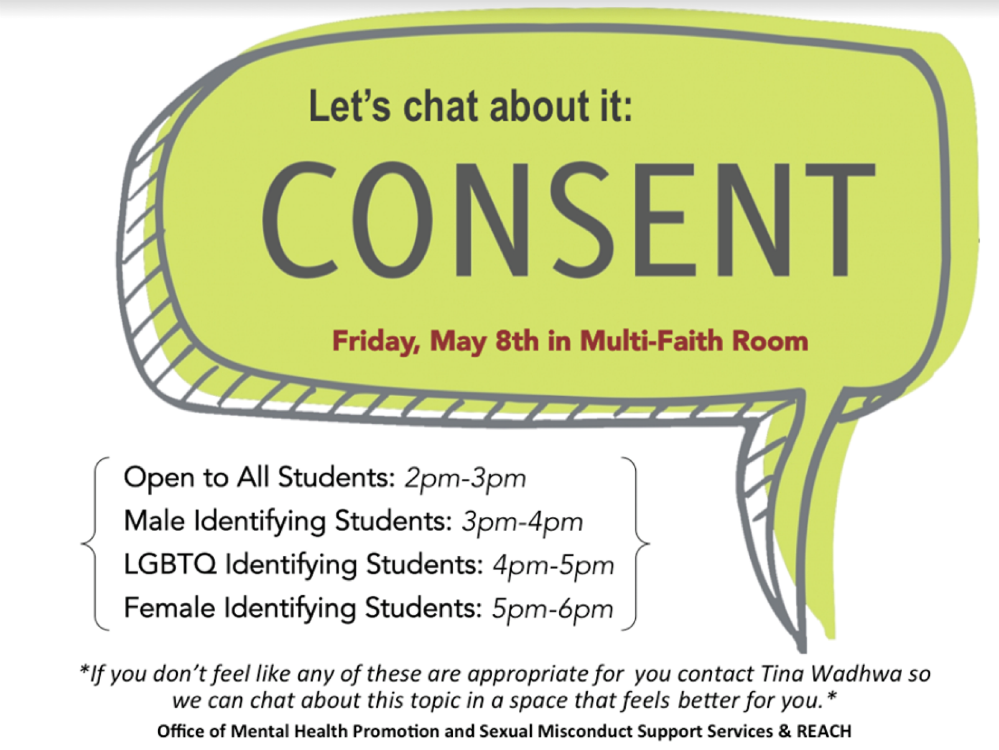 Let's chat about it:
CONSENT
Friday, May 8th in Multi-Faith Room
Open to All Students: 2pm-3pm
Male Identifying Students: 3pm-4pm
LGBTQ Identifying Students: 4pm-5pm
Female Identifying Students: 5pm-6pm
*If you don't feel like any of these are appropriate for you contact Tina Wadhwa so
we can chat about this topic in a space that feels better for you.*
Office of Mental Health Promotion and Sexual Misconduct Support Services & REACH